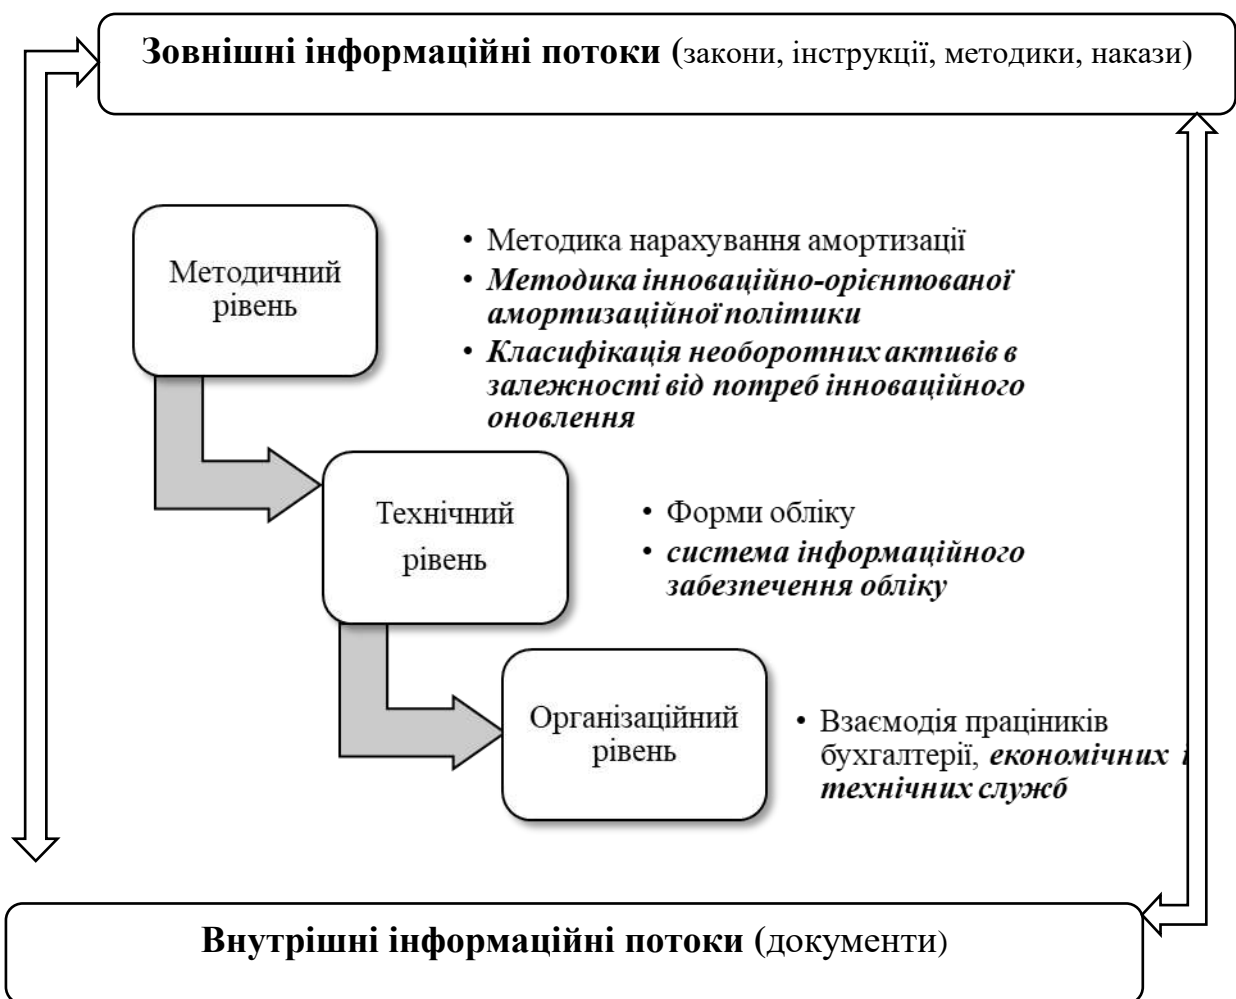 Зовнішні інформаційні потоки (закони, інструкції, методики, накази)
Методичний
рівень
• Методика нарахування амортизації
• Методика інноваційно-орієнтованої
амортизаційної політики
• Класифікація необоротних активів в
залежності від потреб інноваційного
оновлення
Технічний
рівень
• Форми обліку
• система інформаційного
забезпечення обліку
Організаційний
рівень
• Взаємодія праціників
бухгалтерії, економічних і
технічних служб
Внутрішні інформаційні потоки (документи)